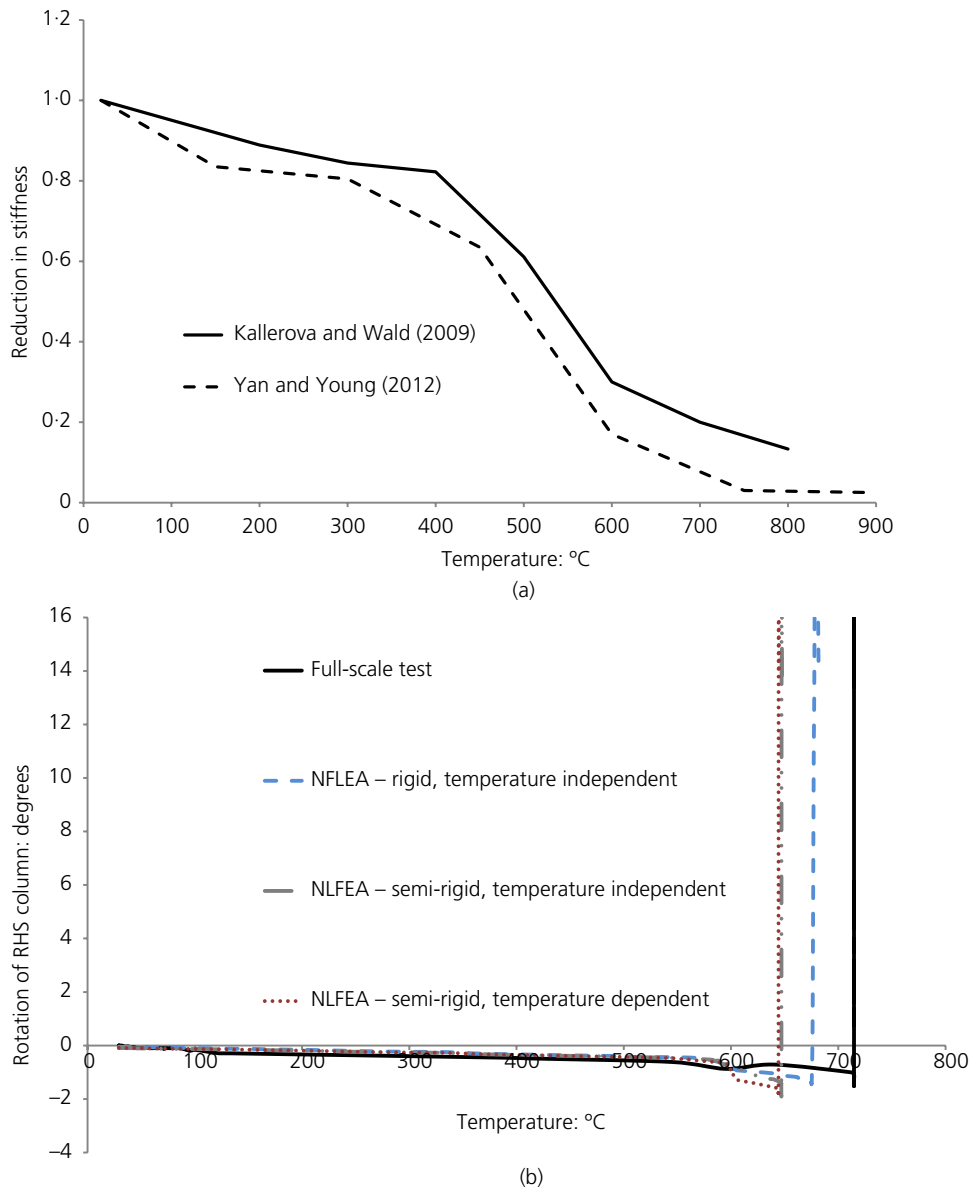 1·2
1·0
0·8
0·6
0·4
0·2
0
Reduction in stiffness
Kallerova and Wald (2009)
Yan and Young (2012)
0 100 200 300 400 500 600 700 800 900
Temperature: ºC
(a)
16
14
12
10
8
6
4
2
0
–2
–4
Rotation of RHS column: degrees
Full-scale test
NFLEA – rigid, temperature independent
NLFEA – semi-rigid, temperature independent
NLFEA – semi-rigid, temperature dependent
0 100 200 300 400 500 600 700 800
Temperature: ºC
(b)